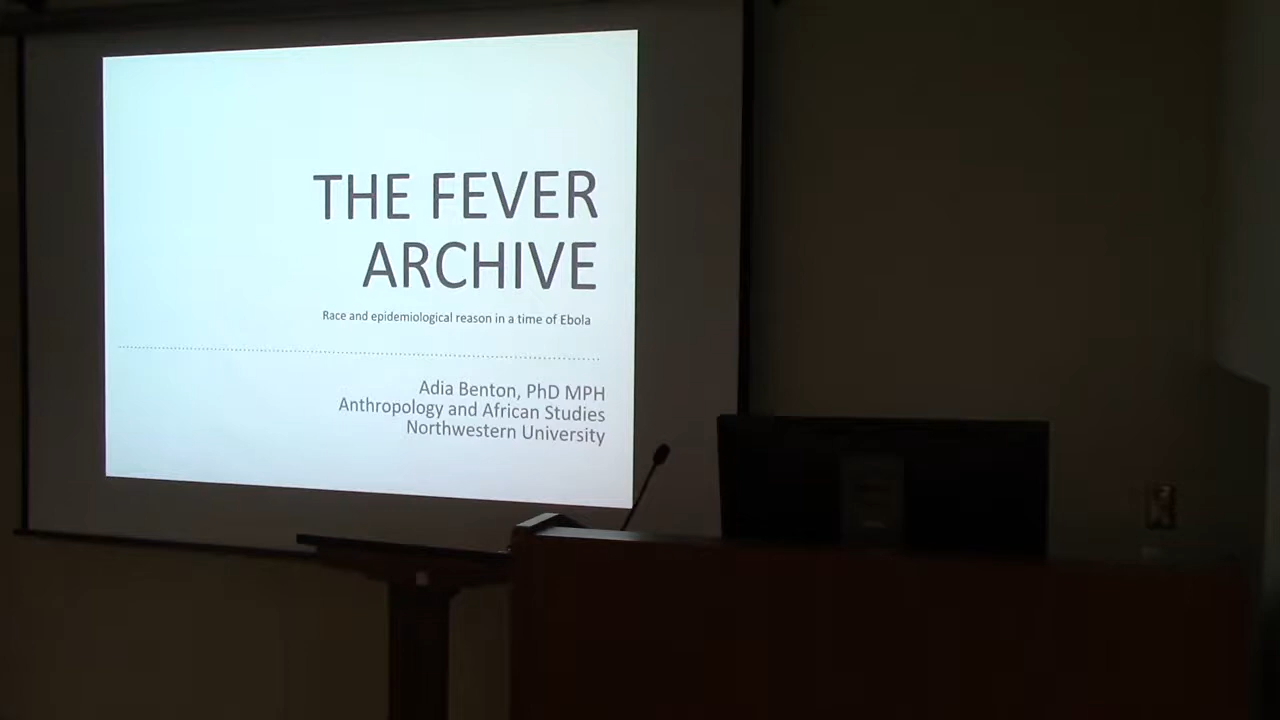 THE FEVER
ARCHIVE
Race and epidemiological reason in a time of Ebola
Adia Benton, PhD MPH
Anthropology and African Studies
Northwestern University